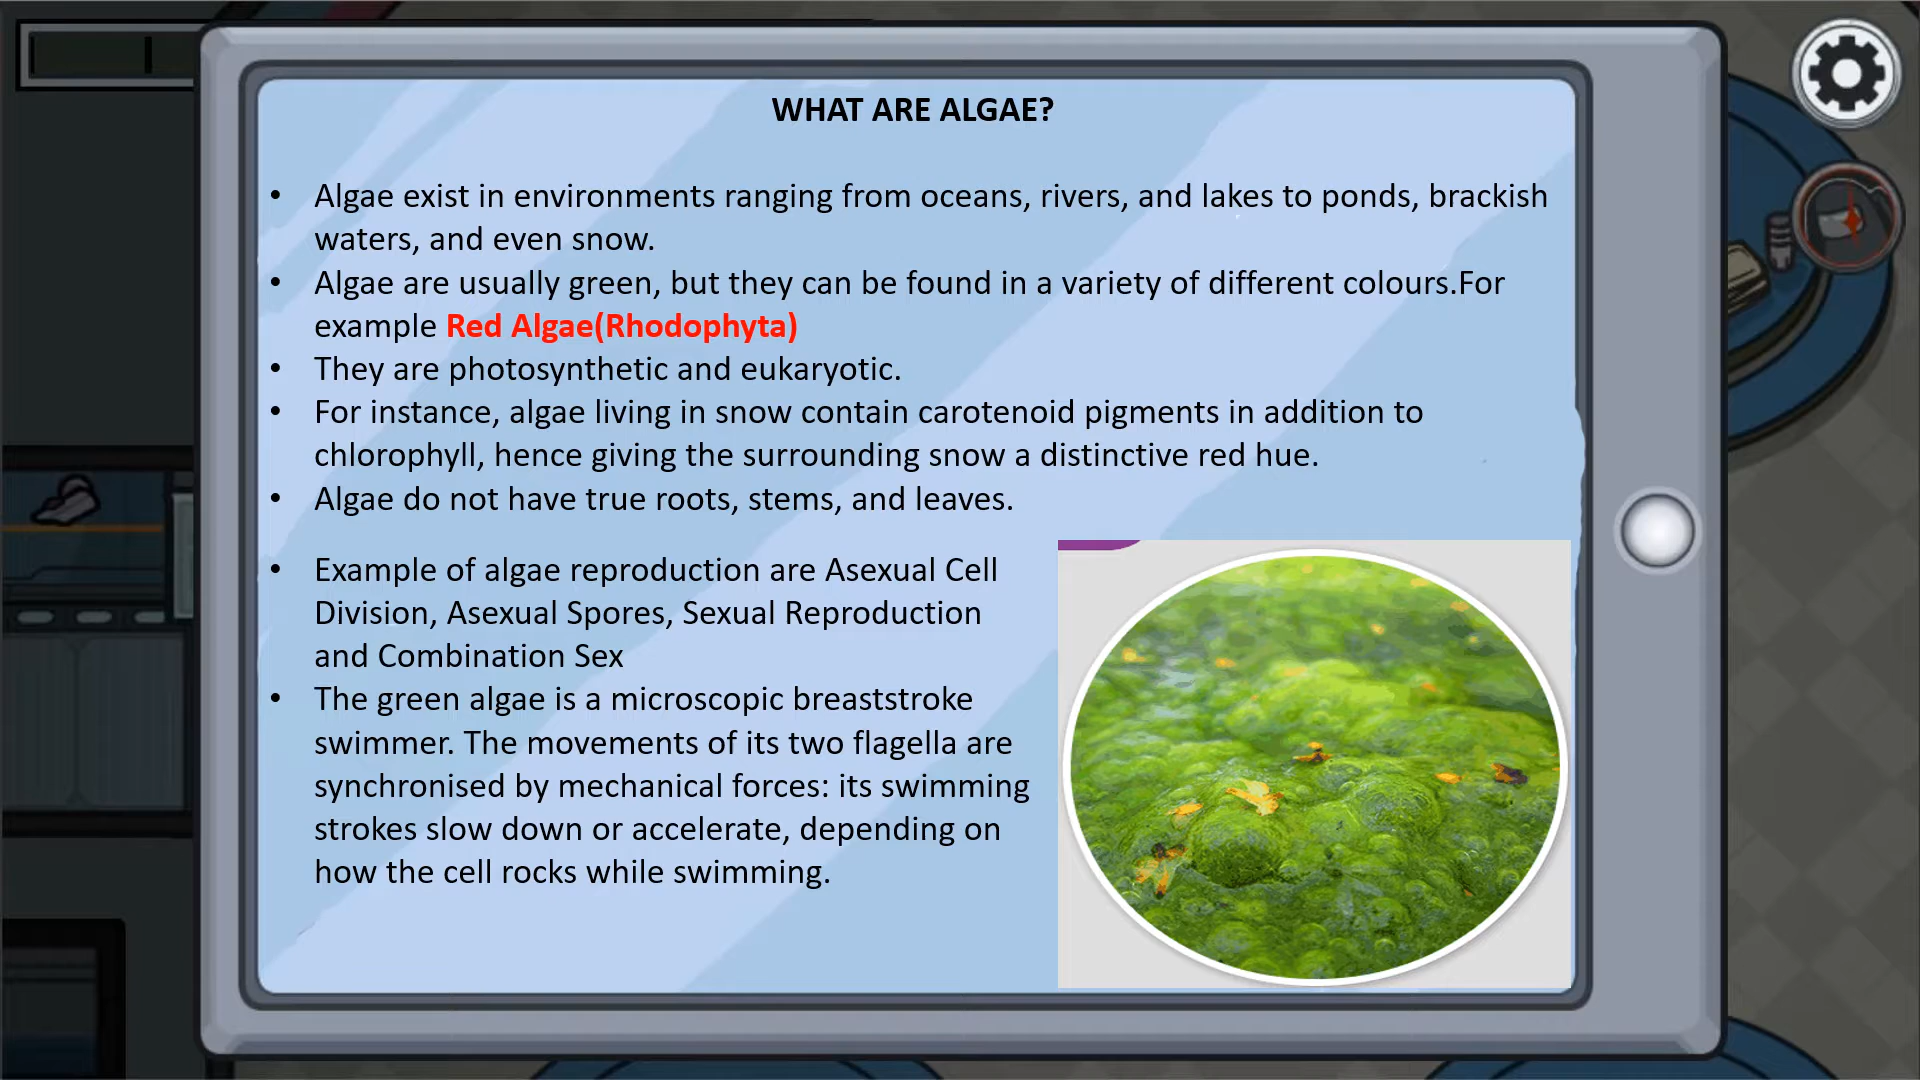 WHAT ARE ALGAE?
• Algae exist in environments ranging from oceans, rivers, and lakes to ponds, brackish
waters, and even snow.
• Algae are usually green, but they can be found in a variety of different colours.For
example Red Algae(Rhodophyta)
• They are photosynthetic and eukaryotic.
• For instance, algae living in snow contain carotenoid pigments in addition to
chlorophyll, hence giving the surrounding snow a distinctive red hue.
• Algae do not have true roots, stems, and leaves.
• Example of algae reproduction are Asexual Cell
Division, Asexual Spores, Sexual Reproduction
and Combination Sex
• The green algae is a microscopic breaststroke
swimmer. The movements of its two flagella are
synchronised by mechanical forces: its swimming
strokes slow down or accelerate, depending on
how the cell rocks while swimming.